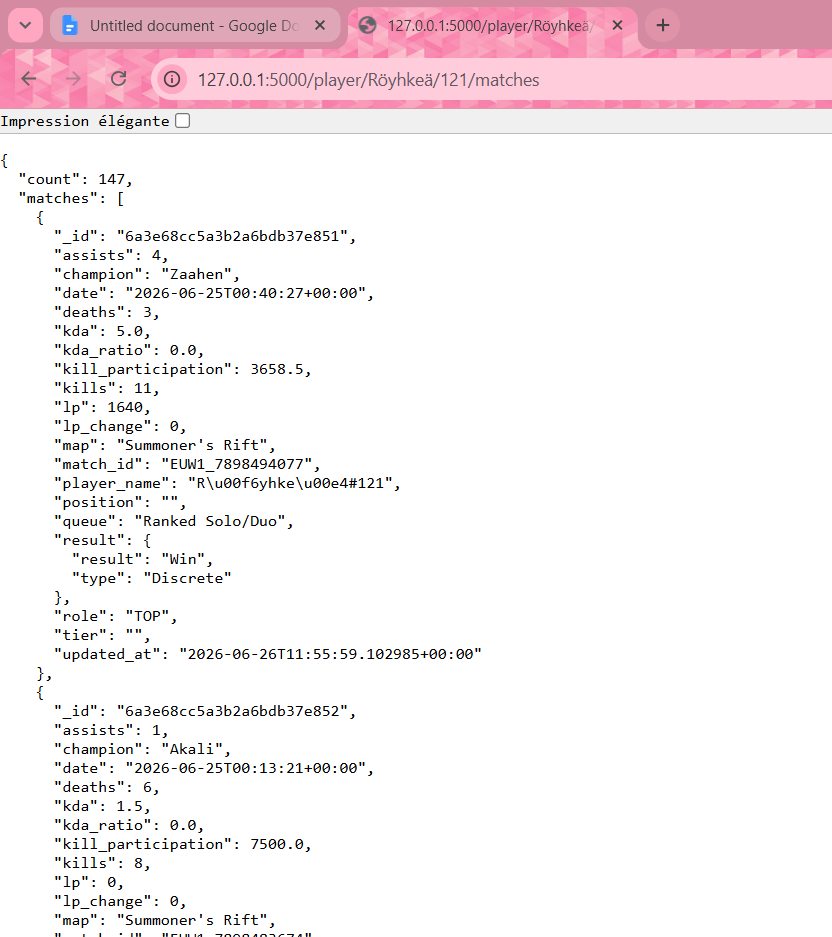 Untitled document - Google Do
127.0.0.1:5000/player/Röyhkeä/
127.0.0.1:5000/player/Röyhkeä/121/matches
Impression élégante
{
  "count": 147,
  "matches": [
    {
      "_id": "6a3e68cc5a3b2a6bdb37e851",
      "assists": 4,
      "champion": "Zaahen",
      "date": "2026-06-25T00:40:27+00:00",
      "deaths": 3,
      "kda": 5.0,
      "kda_ratio": 0.0,
      "kill_participation": 3658.5,
      "kills": 11,
      "lp": 1640,
      "lp_change": 0,
      "map": "Summoner's Rift",
      "match_id": "EUW1_7898494077",
      "player_name": "R\u00f6yhke\u00e4#121",
      "position": "",
      "queue": "Ranked Solo/Duo",
      "result": {
        "result": "Win",
        "type": "Discrete"
      },
      "role": "TOP",
      "tier": "",
      "updated_at": "2026-06-26T11:55:59.102985+00:00"
    },
    {
      "_id": "6a3e68cc5a3b2a6bdb37e852",
      "assists": 1,
      "champion": "Akali",
      "date": "2026-06-25T00:13:21+00:00",
      "deaths": 6,
      "kda": 1.5,
      "kda_ratio": 0.0,
      "kill_participation": 7500.0,
      "kills": 8,
      "lp": 0,
      "lp_change": 0,
      "map": "Summoner's Rift",